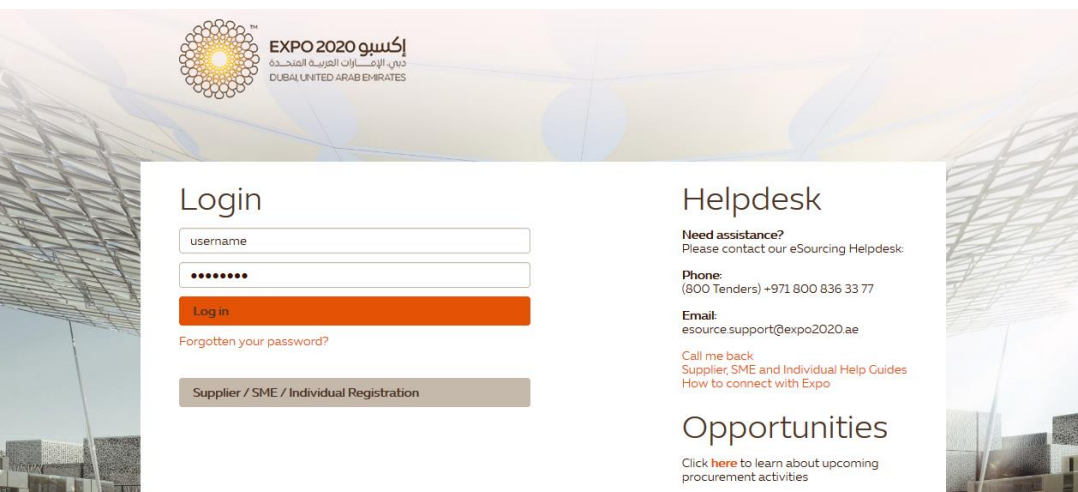 EXPO 2020 إكسبو
دبي، الإمـــارات العربيـة المتحـدة
DUBAI, UNITED ARAB EMIRATES
TM
Login
username
Log in
Forgotten your password?
Supplier / SME / Individual Registration
Helpdesk
Need assistance?
Please contact our eSourcing Helpdesk:
Phone:
(800 Tenders) +971 800 836 33 77
Email:
esource.support@expo2020.ae
Call me back
Supplier, SME and Individual Help Guides
How to connect with Expo
Opportunities
Click here to learn about upcoming
procurement activities